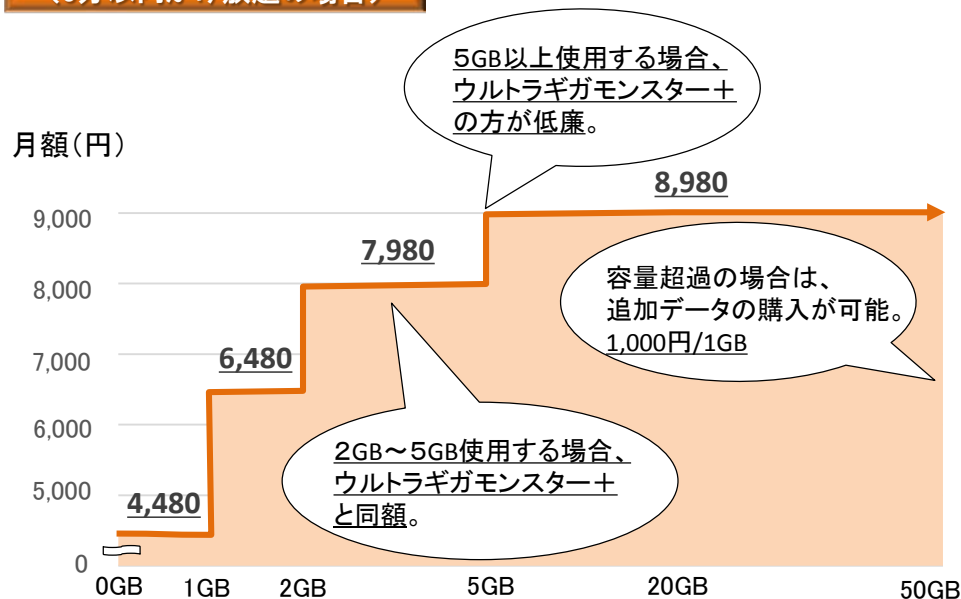 5GB以上使用する場合、
ウルトラギガモンスター＋
の方が低廉。
月額（円）
8,980
9,000
7,980
容量超過の場合は、
追加データの購入が可能。
1,000円/1GB
8,000
6,480
7,000
6,000
2GB～5GB使用する場合、
ウルトラギガモンスター＋
と同額。
5,000
4,480
0
0GB 1GB 2GB 5GB 20GB 50GB